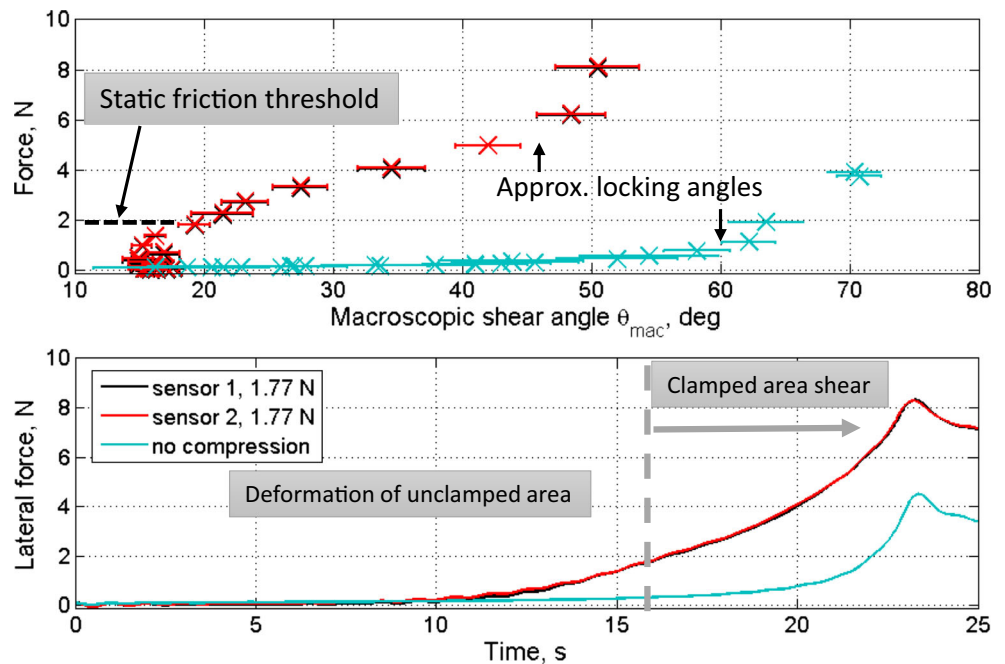 10
8
6
4
2
0
Force, N
Static friction threshold
Approx. locking angles
10 20 30 40 50 60 70 80
Macroscopic shear angle θmac, deg
10
8
6
4
2
0
Lateral force, N
sensor 1, 1.77 N
sensor 2, 1.77 N
no compression
Clamped area shear
Deformation of unclamped area
0 5 10 15 20 25
Time, s